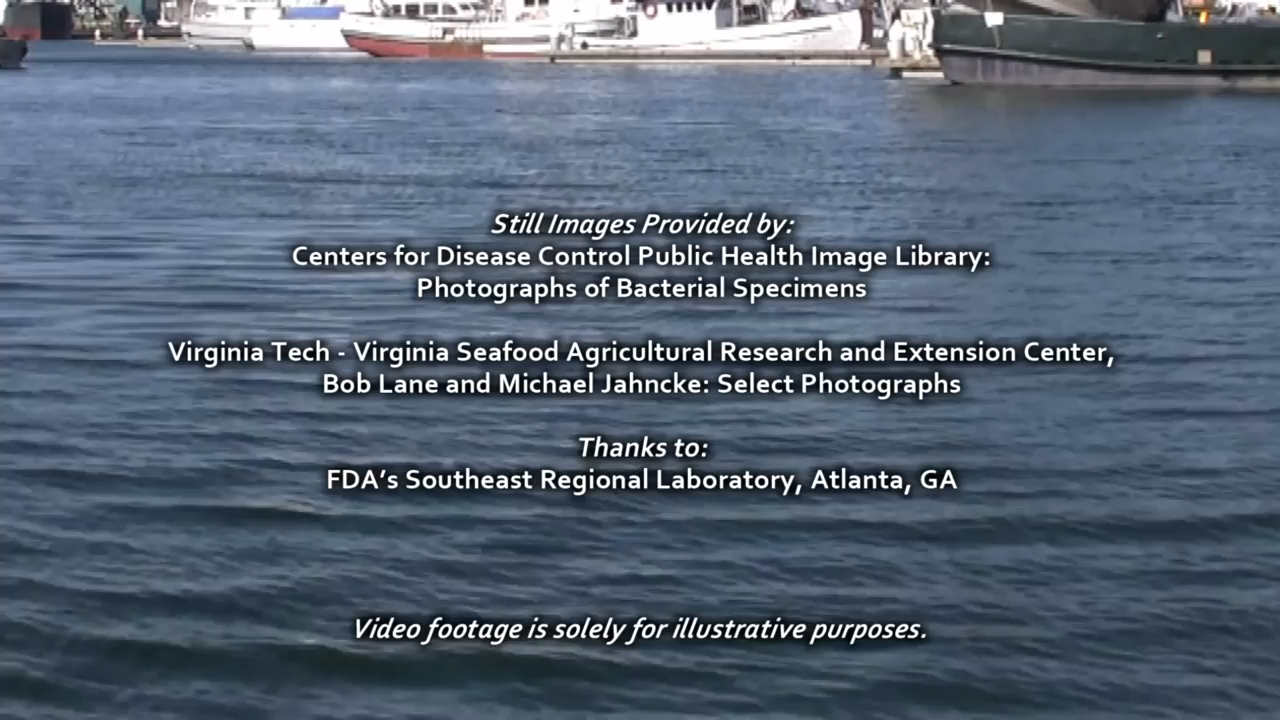 Still Images Provided by:
Centers for Disease Control Public Health Image Library:
Photographs of Bacterial Specimens
Virginia Tech - Virginia Seafood Agricultural Research and Extension Center,
Bob Lane and Michael Jahncke: Select Photographs
Thanks to:
FDA’s Southeast Regional Laboratory, Atlanta, GA
Video footage is solely for illustrative purposes.